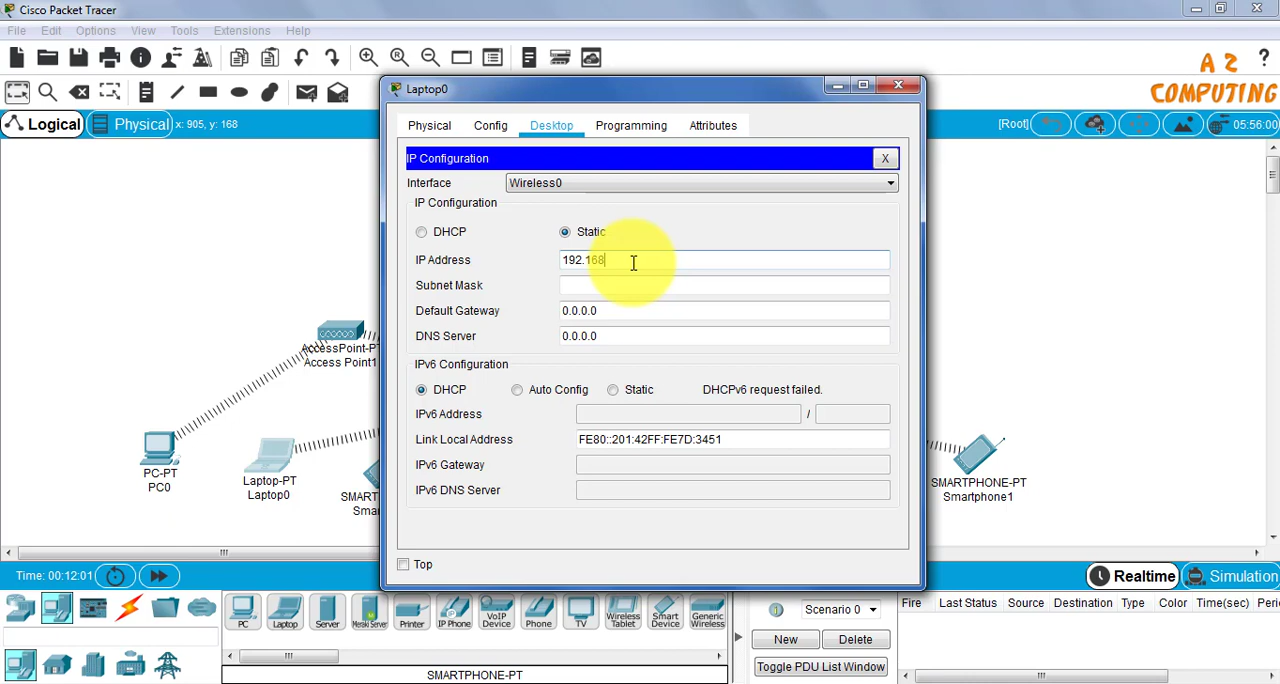 Cisco Packet Tracer
File Edit Options View Tools Extensions Help
A Z
COMPUTING
?
Logical
Physical x: 905, y: 168
[Root]
05:56:00
Laptop0
Physical Config Desktop Programming Attributes
IP Configuration
X
Interface Wireless0
IP Configuration
DHCP Static
IP Address 192.168
Subnet Mask
Default Gateway 0.0.0.0
DNS Server 0.0.0.0
IPv6 Configuration
DHCP Auto Config Static DHCPv6 request failed.
IPv6 Address /
Link Local Address FE80::201:42FF:FE7D:3451
IPv6 Gateway
IPv6 DNS Server
Top
AccessPoint-PT
Access Point1
PC-PT
PC0
Laptop-PT
Laptop0
SMARTPHONE-PT
Smartphone1
Time: 00:12:01
Realtime
Simulation
PC Laptop Server Meraki Server Printer IP Phone VoIP Device Phone TV Wireless Tablet Smart Device Generic Wireless
SMARTPHONE-PT
Scenario 0
New Delete
Toggle PDU List Window
Fire Last Status Source Destination Type Color Time(sec)